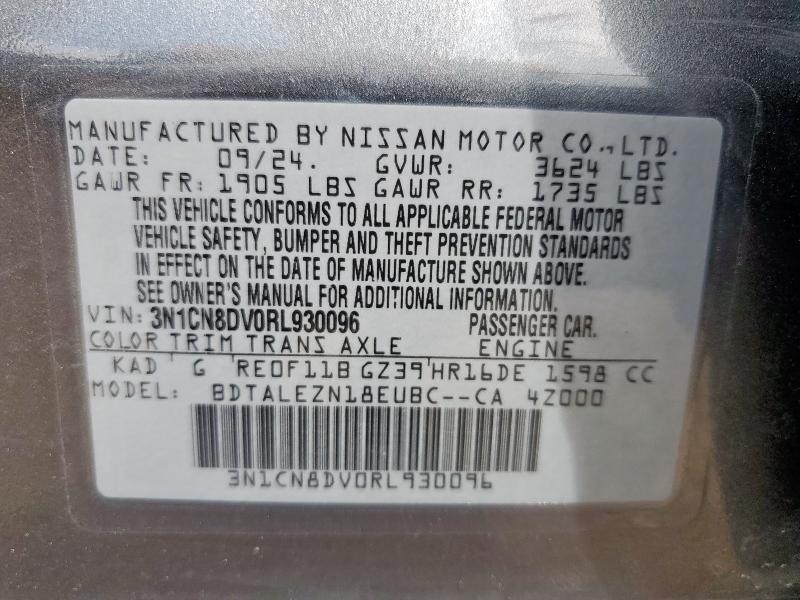 MANUFACTURED BY NISSAN MOTOR CO., LTD.
DATE: 09/24. GVWR: 3624 LBS
GAWR FR: 1905 LBS GAWR RR: 1735 LBS
THIS VEHICLE CONFORMS TO ALL APPLICABLE FEDERAL MOTOR
VEHICLE SAFETY, BUMPER AND THEFT PREVENTION STANDARDS
IN EFFECT ON THE DATE OF MANUFACTURE SHOWN ABOVE.
SEE OWNER'S MANUAL FOR ADDITIONAL INFORMATION.
VIN: 3N1CN8DV0RL930096 PASSENGER CAR.
COLOR TRIM TRANS AXLE ENGINE
KAD G RE0F11B GZ39 HR16DE 1598 CC
MODEL: BDTALEZN18EUBC--CA 4Z000
3N1CN8DV0RL930096